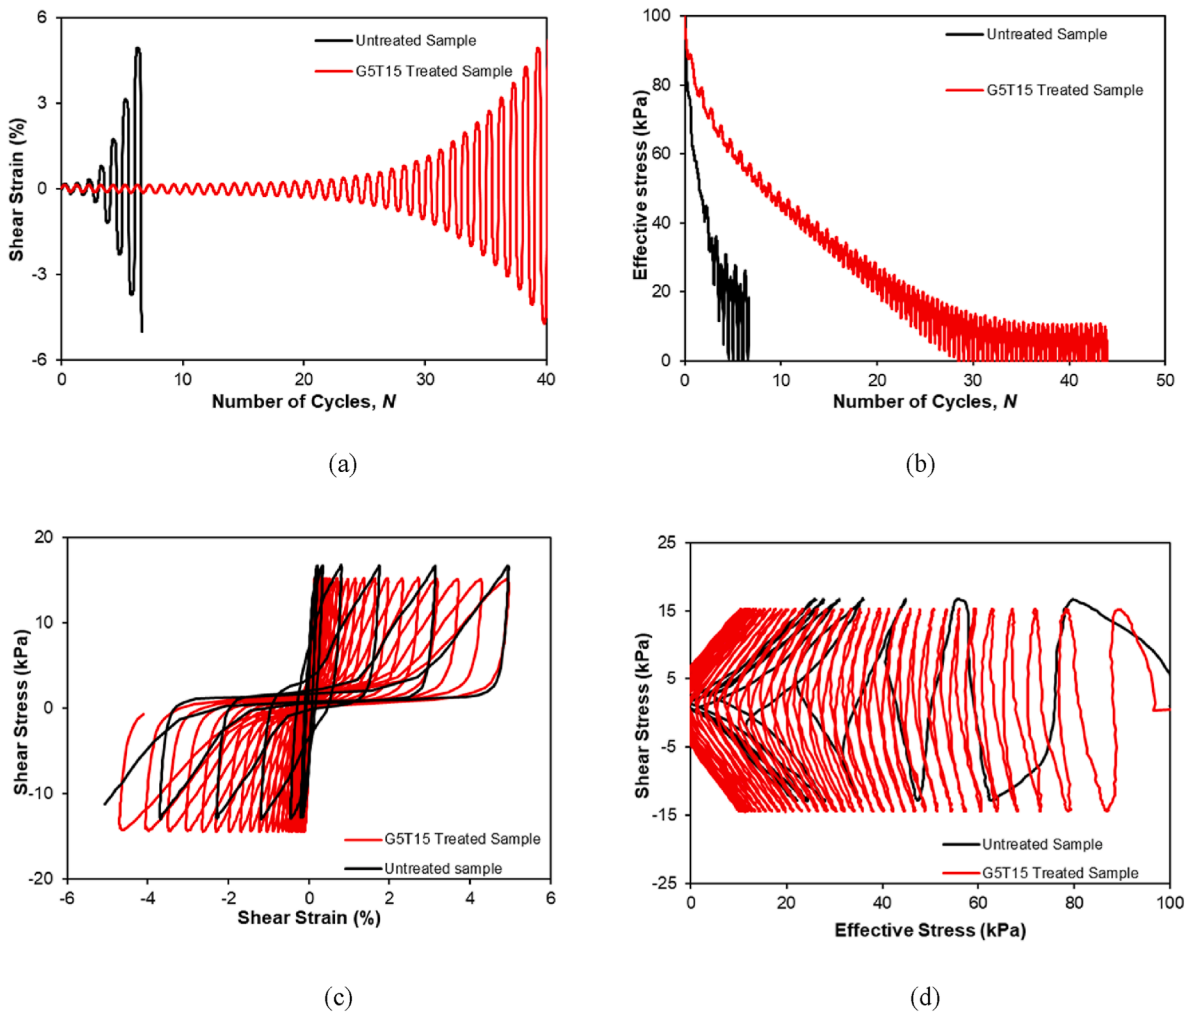 6
3
0
-3
-6
Shear Strain (%)
Untreated Sample
G5T15 Treated Sample
0 10 20 30 40
Number of Cycles, N
(a)
100
80
60
40
20
0
Effective stress (kPa)
Untreated Sample
G5T15 Treated Sample
0 10 20 30 40 50
Number of Cycles, N
(b)
20
10
0
-10
-20
Shear Stress (kPa)
G5T15 Treated Sample
Untreated sample
-6 -4 -2 0 2 4 6
Shear Strain (%)
(c)
25
15
5
-5
-15
-25
Shear Stress (kPa)
Untreated Sample
G5T15 Treated Sample
0 20 40 60 80 100
Effective Stress (kPa)
(d)